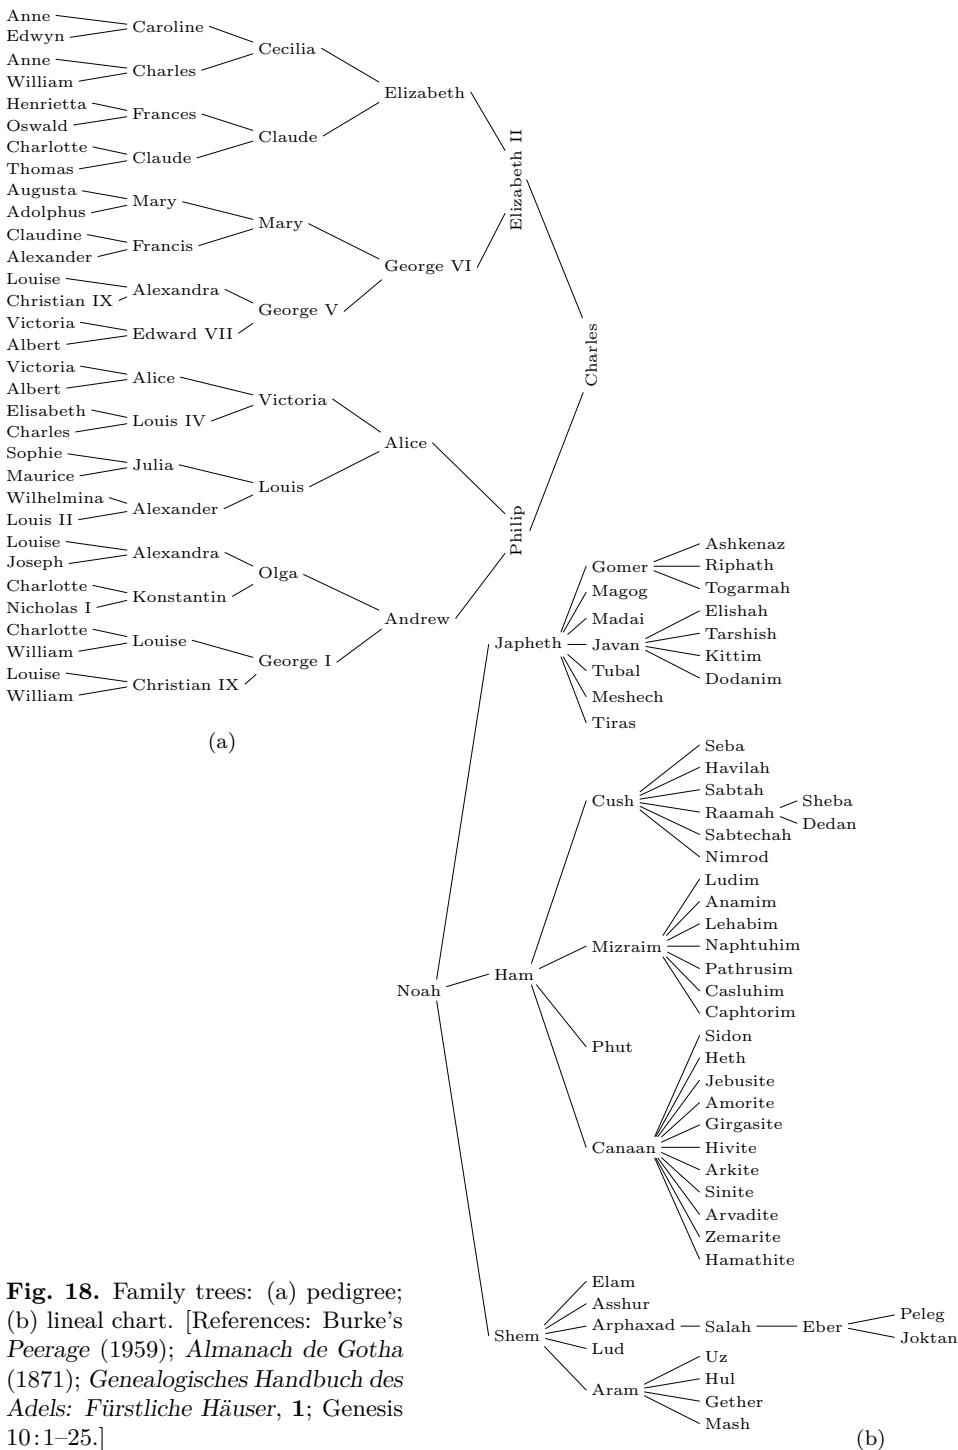 Anne
Edwyn
Caroline
Cecilia
Anne
William
Charles
Elizabeth
Henrietta
Oswald
Frances
Claude
Charlotte
Thomas
Claude
Elizabeth II
Augusta
Adolphus
Mary
Mary
Claudine
Alexander
Francis
George VI
Louise
Christian IX
Alexandra
George V
Victoria
Albert
Edward VII
Charles
Victoria
Albert
Alice
Victoria
Elisabeth
Charles
Louis IV
Alice
Sophie
Maurice
Julia
Louis
Wilhelmina
Louis II
Alexander
Philip
Louise
Joseph
Alexandra
Olga
Charlotte
Nicholas I
Konstantin
Andrew
Charlotte
William
Louise
George I
Louise
William
Christian IX
(a)
Noah
Japheth
Gomer
Ashkenaz
Riphath
Togarmah
Magog
Madai
Javan
Elishah
Tarshish
Kittim
Dodanim
Tubal
Meshech
Tiras
Ham
Cush
Seba
Havilah
Sabtah
Raamah
Sheba
Dedan
Sabtechah
Nimrod
Mizraim
Ludim
Anamim
Lehabim
Naphtuhim
Pathrusim
Casluhim
Caphtorim
Phut
Canaan
Sidon
Heth
Jebusite
Amorite
Girgasite
Hivite
Arkite
Sinite
Arvadite
Zemarite
Hamathite
Shem
Elam
Asshur
Arphaxad
Salah
Eber
Peleg
Joktan
Lud
Aram
Uz
Hul
Gether
Mash
(b)
Fig. 18. Family trees: (a) pedigree;
(b) lineal chart. [References: Burke's
Peerage (1959); Almanach de Gotha
(1871); Genealogisches Handbuch des
Adels: Fürstliche Häuser, 1; Genesis
10:1–25.]